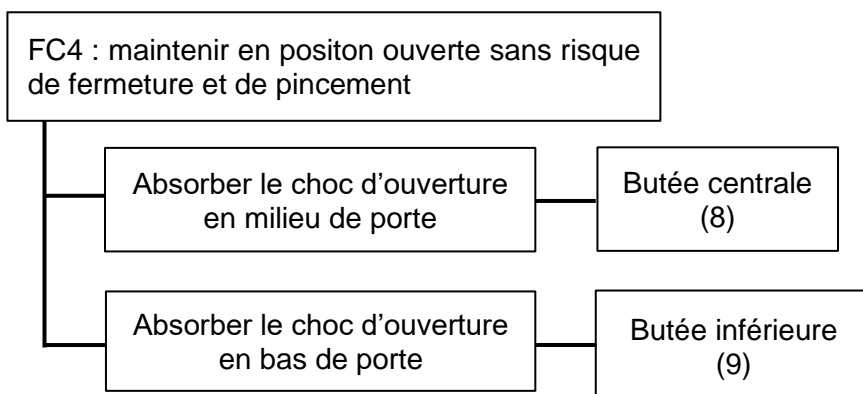 FC4 : maintenir en positon ouverte sans risque
de fermeture et de pincement
Absorber le choc d’ouverture
en milieu de porte
Butée centrale
(8)
Absorber le choc d’ouverture
en bas de porte
Butée inférieure
(9)